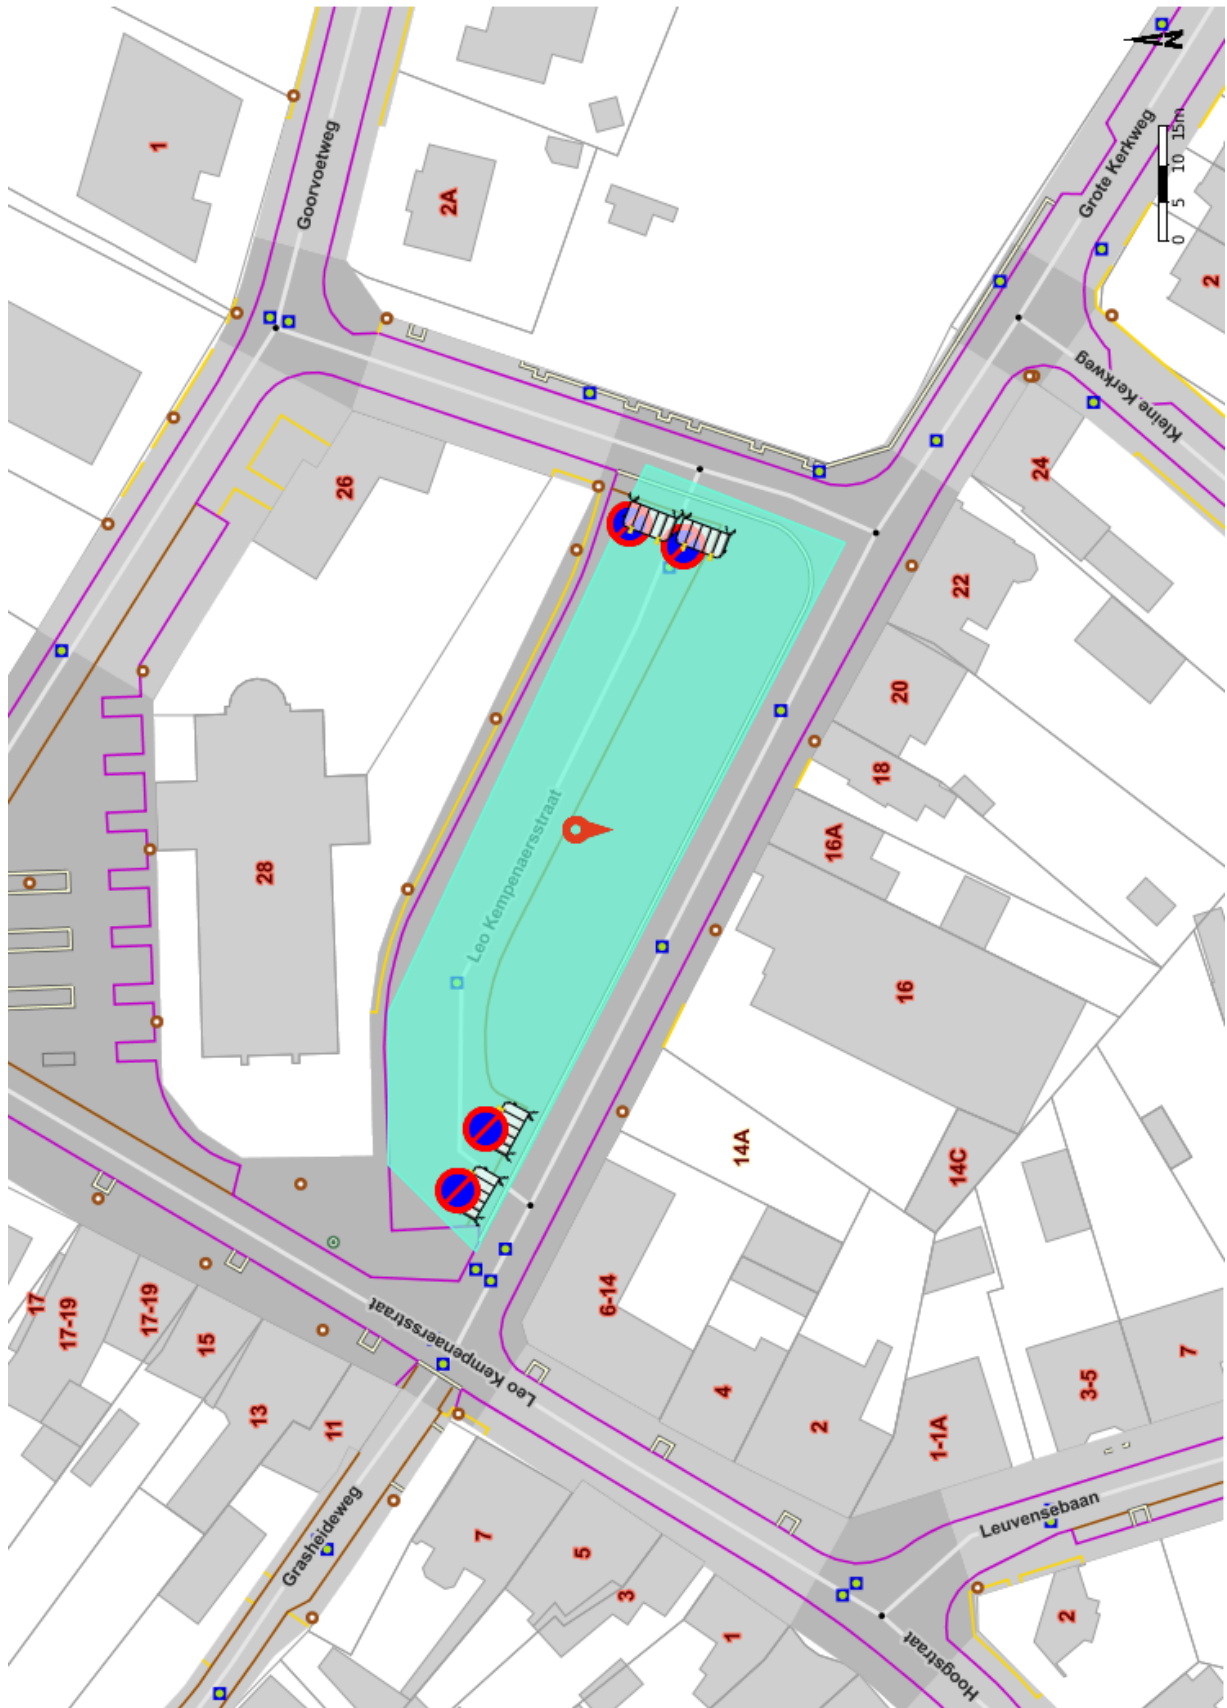 1
Goorvoetweg
2A
N
Grote Kerkweg
0 5 10 15m
2
Kleine Kerkweg
26
24
22
20
18
16A
16
28
Leo Kempenaersstraat
14A
14C
6-14
17
17-19
17-19
15
13
11
Leo Kempenaersstraat
4
2
1-1A
3-5
7
Grasheideweg
7
5
3
1
Leuvensebaan
2
Hoogstraat